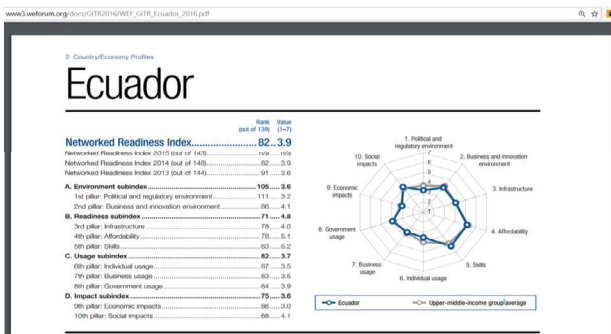 www3.weforum.org/docs/GITR2016/WEF_GITR_Ecuador_2016.pdf
2: Country/Economy Profiles
Ecuador
Rank Value
(out of 139) (1–7)
Networked Readiness Index.......................... 82.. 3.9
Networked Readiness Index 2015 (out of 143)..................n/a......n/a
Networked Readiness Index 2014 (out of 148)..................82.....3.9
Networked Readiness Index 2013 (out of 144)..................91.....3.6
A. Environment subindex...................................105.....3.6
1st pillar: Political and regulatory environment...........111.....3.2
2nd pillar: Business and innovation environment..........86.....4.1
B. Readiness subindex.......................................71.....4.8
3rd pillar: Infrastructure....................................78.....4.0
4th pillar: Affordability......................................78.....5.1
5th pillar: Skills...............................................63.....5.2
C. Usage subindex............................................82.....3.7
6th pillar: Individual usage..................................87.....3.5
7th pillar: Business usage...................................83.....3.5
8th pillar: Government usage...............................64.....3.9
D. Impact subindex...........................................75.....3.6
9th pillar: Economic impacts................................86.....3.0
10th pillar: Social impacts...................................68.....4.1
1. Political and
regulatory environment
2. Business and innovation
environment
3. Infrastructure
4. Affordability
5. Skills
6. Individual usage
7. Business
usage
8. Government
usage
9. Economic
impacts
10. Social
impacts
7
6
5
4
3
2
1
Ecuador
Upper-middle-income group average